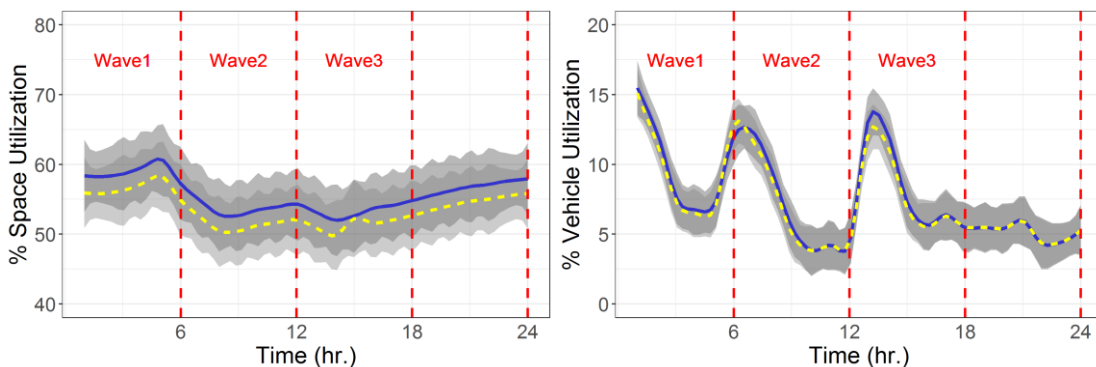 % Space Utilization
80
70
60
50
40
Wave1
Wave2
Wave3
6
12
18
24
Time (hr.)
% Vehicle Utilization
20
15
10
5
0
Wave1
Wave2
Wave3
6
12
18
24
Time (hr.)